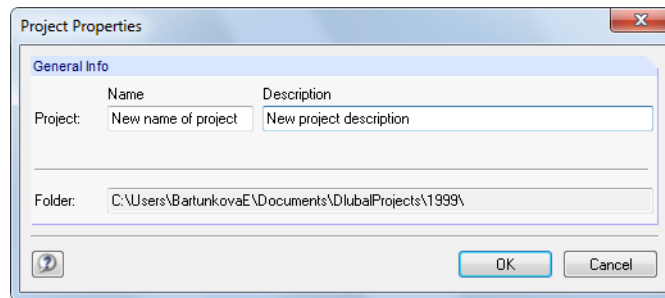 Project Properties
General Info
Name Description
Project: New name of project New project description
Folder: C:\Users\BartunkovaE\Documents\DlubalProjects\1999\
OK Cancel